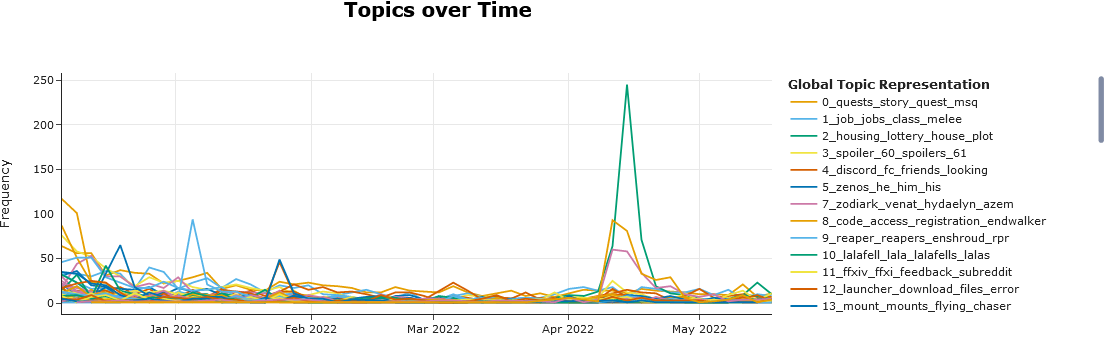 Topics over Time
Frequency
250
200
150
100
50
0
Jan 2022
Feb 2022
Mar 2022
Apr 2022
May 2022
Global Topic Representation
0_quests_story_quest_msq
1_job_jobs_class_melee
2_housing_lottery_house_plot
3_spoiler_60_spoilers_61
4_discord_fc_friends_looking
5_zenos_he_him_his
7_zodiark_venat_hydaelyn_azem
8_code_access_registration_endwalker
9_reaper_reapers_enshroud_rpr
10_lalafell_lala_lalafells_lalas
11_ffxiv_ffxi_feedback_subreddit
12_launcher_download_files_error
13_mount_mounts_flying_chaser